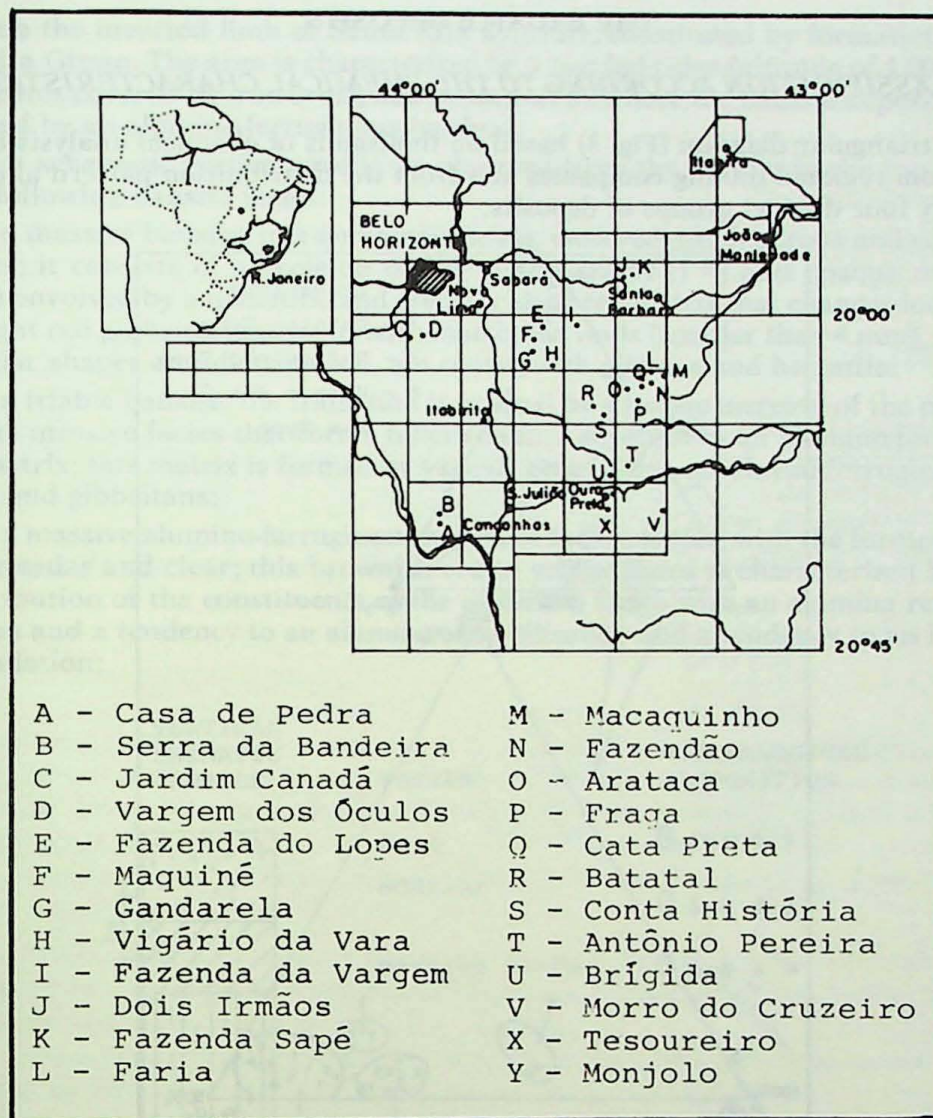 44°00' 43°00'
Itabira
BELO
HORIZONT
João
Monlevade
R. Janeiro
Nova
Lima
Sabará
J K
Santa
Barbara
20°00'
C D
E I
F
G H
L
Q M
O N
R P
Itabirito
S
T
U
S. Julião
Ouro
Preto
Y
B
Congonhas
X V
20°45'
A - Casa de Pedra
B - Serra da Bandeira
C - Jardim Canadá
D - Vargem dos Óculos
E - Fazenda do Lopes
F - Maquiné
G - Gandarela
H - Vigário da Vara
I - Fazenda da Vargem
J - Dois Irmãos
K - Fazenda Sapé
L - Faria
M - Macaquinho
N - Fazendão
O - Arataca
P - Fraga
Q - Cata Preta
R - Batatal
S - Conta História
T - Antônio Pereira
U - Brígida
V - Morro do Cruzeiro
X - Tesoureiro
Y - Monjolo